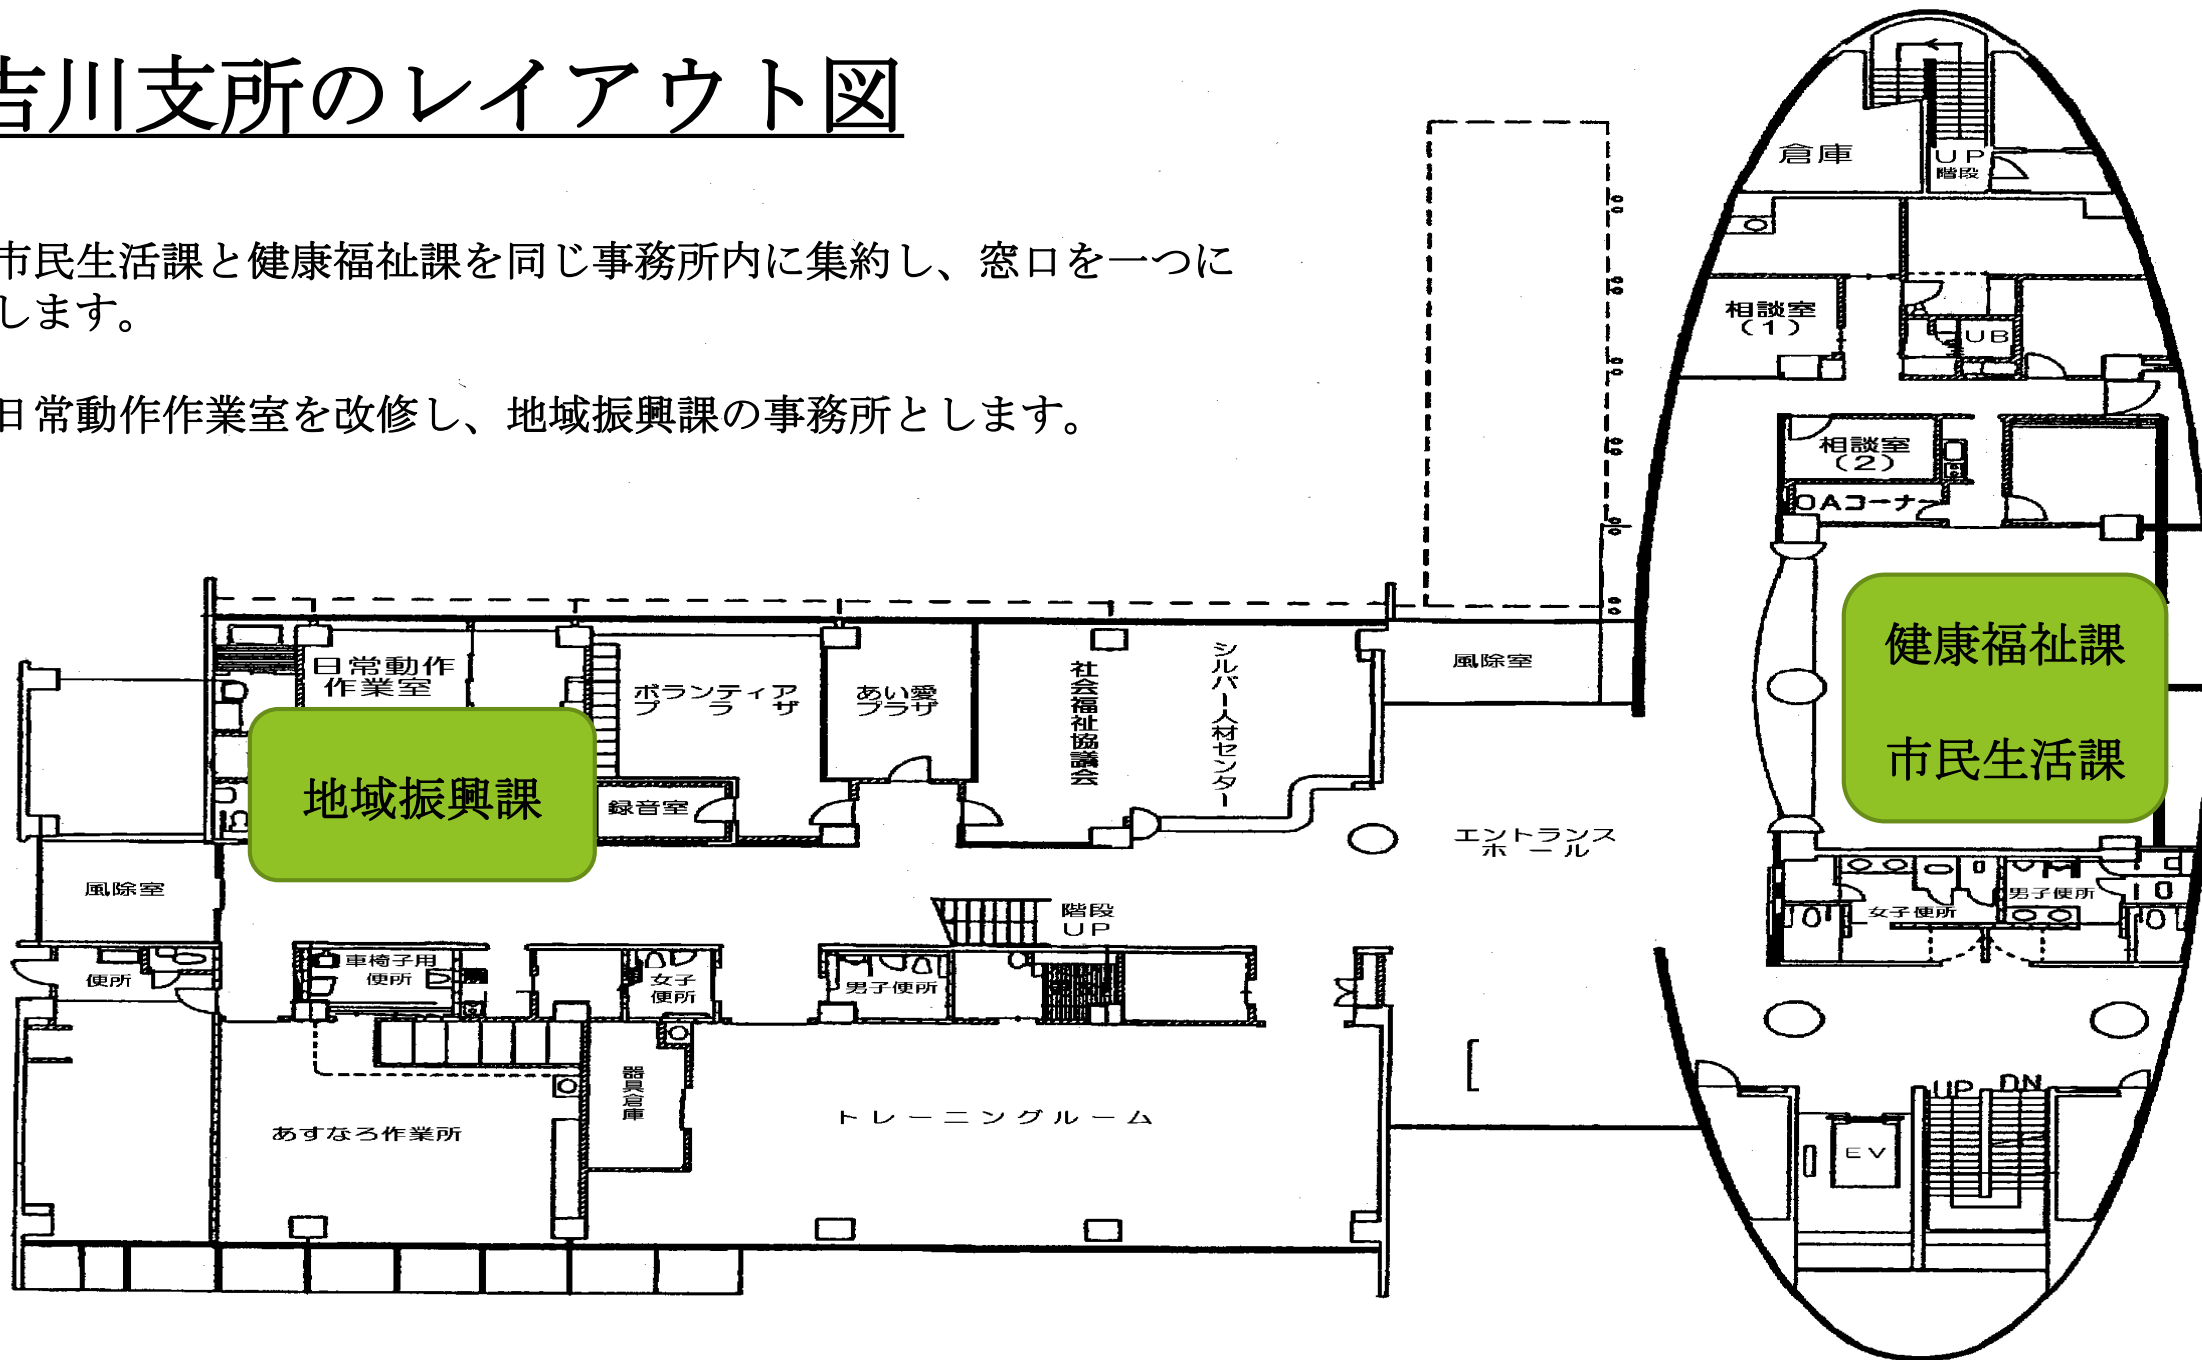 吉川支所のレイアウト図
市民生活課と健康福祉課を同じ事務所内に集約し、窓口を一つに
します。
日常動作作業室を改修し、地域振興課の事務所とします。
倉庫
UP
階段
相談室
(1)
UB
相談室
(2)
OAコーナー
健康福祉課
市民生活課
日常動作
作業室
ボランティア
プラザ
あい愛
プラザ
社会福祉協議会
シルバー人材センター
風除室
地域振興課
録音室
エントランス
ホール
風除室
階段
UP
女子便所
男子便所
便所
車椅子用
便所
女子
便所
男子便所
器具倉庫
あすなろ作業所
トレーニングルーム
UP
DN
EV